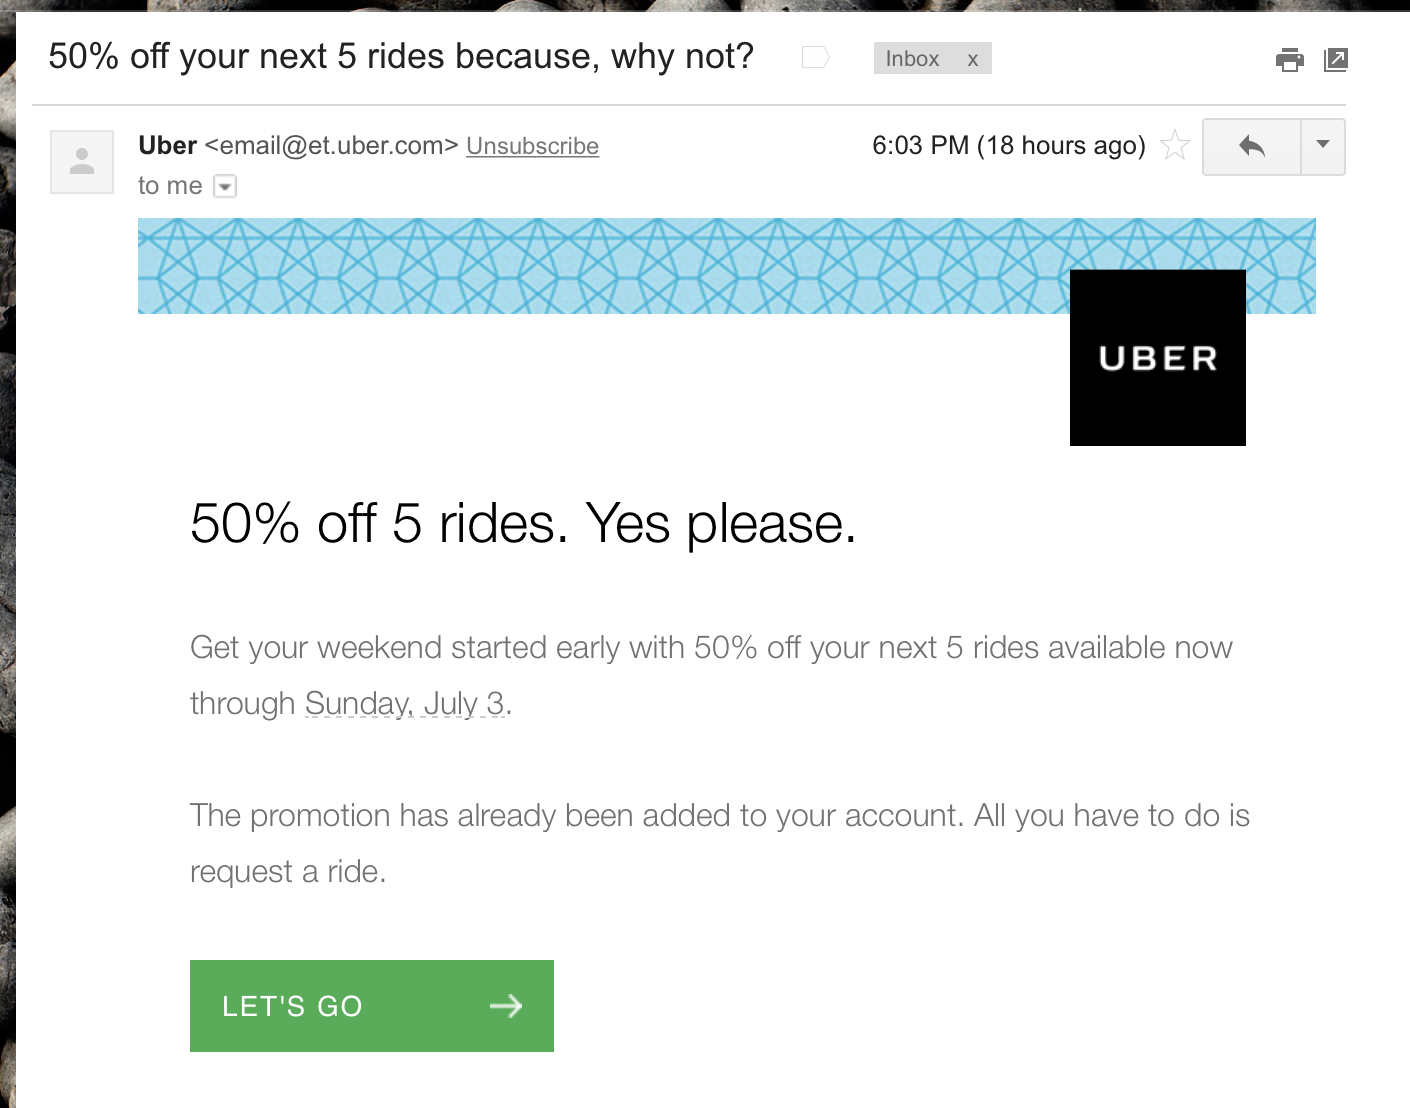 50% off your next 5 rides because, why not?
Inbox x
Uber <email@et.uber.com> Unsubscribe
6:03 PM (18 hours ago)
to me
UBER
50% off 5 rides. Yes please.
Get your weekend started early with 50% off your next 5 rides available now
through Sunday, July 3.
The promotion has already been added to your account. All you have to do is
request a ride.
LET'S GO